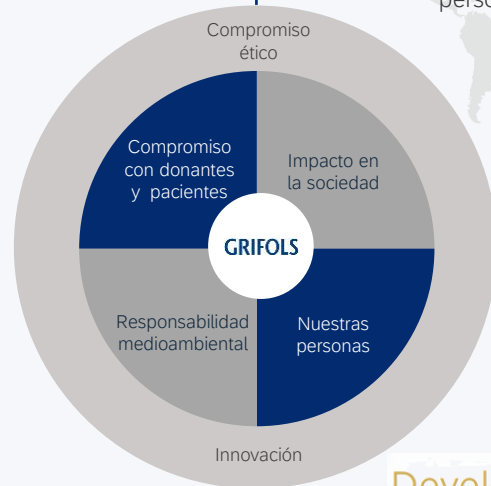 Compromiso
ético
Compromiso
con donantes
y pacientes
Impacto en
la sociedad
GRIFOLS
Responsabilidad
medioambiental
Nuestras
personas
Innovación